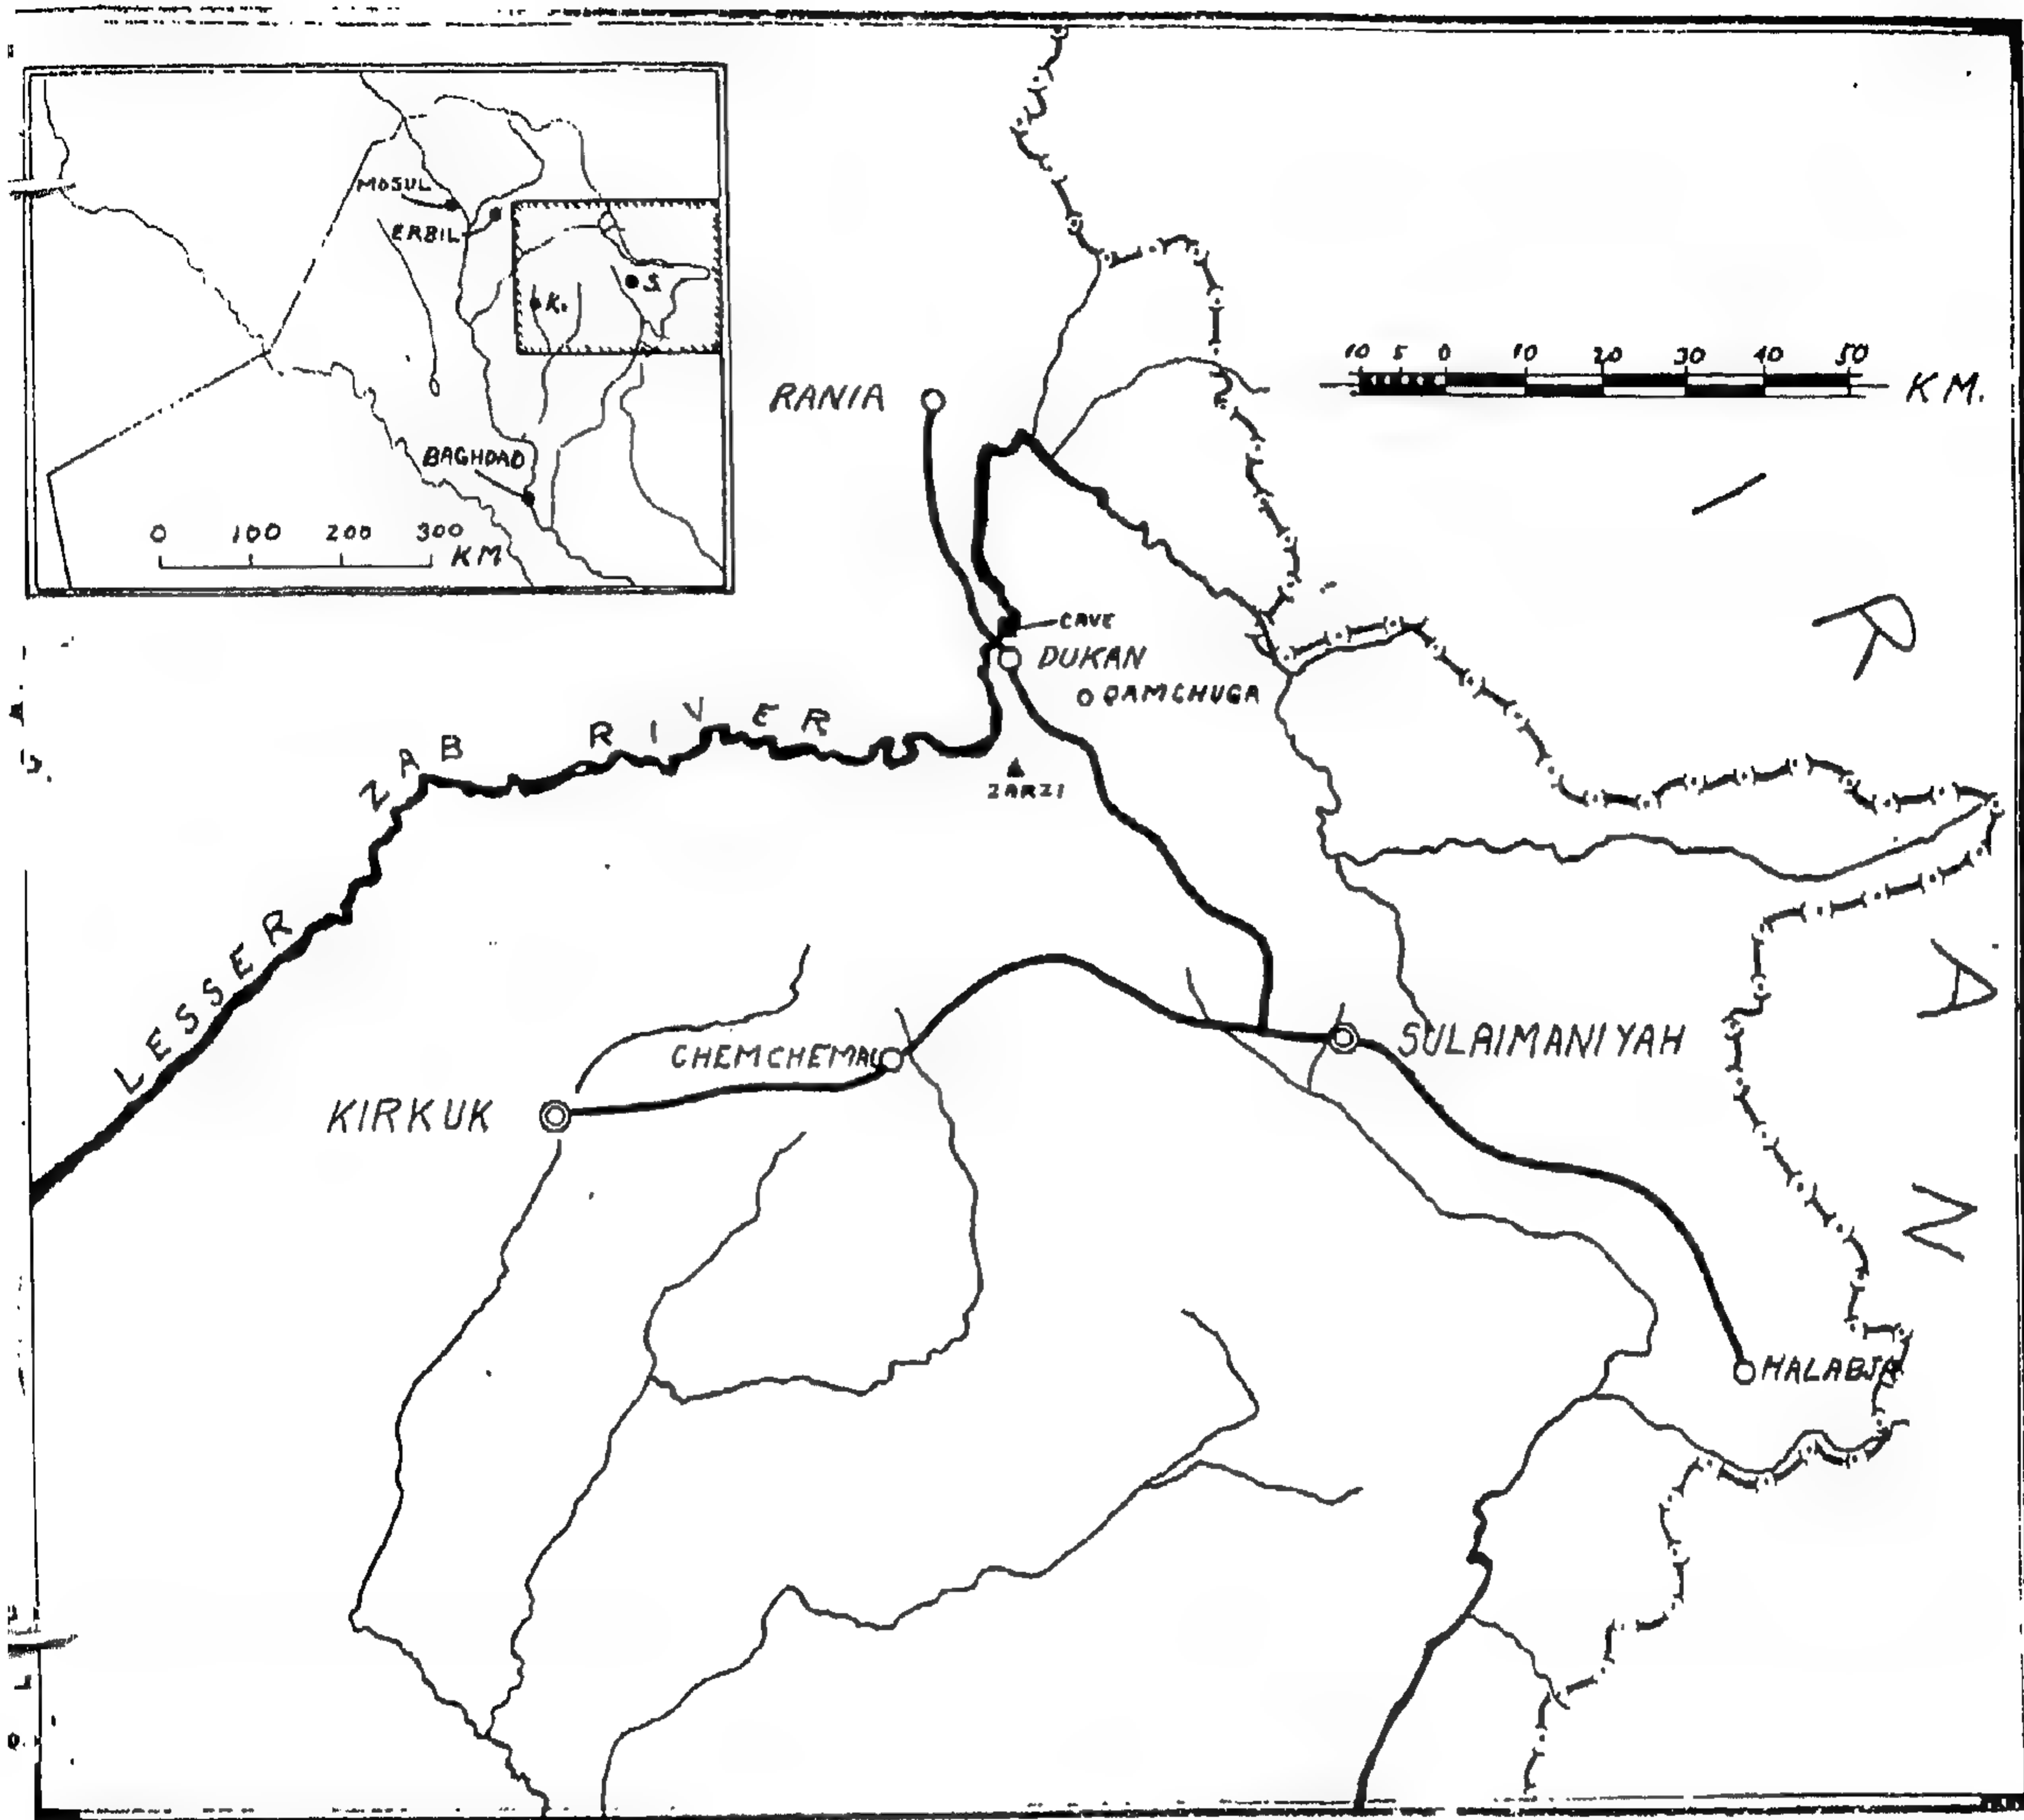 MOSUL
ERBIL
K.
S.
BAGHDAD
0 100 200 300
KM
10 5 0 10 20 30 40 50
KM.
RANIA
CAVE
DUKAN
QAMCHUGA
ZARZI
LESSER ZAB RIVER
IRAN
CHEMCHEMAL
SULAIMANIYAH
KIRKUK
HALABJA